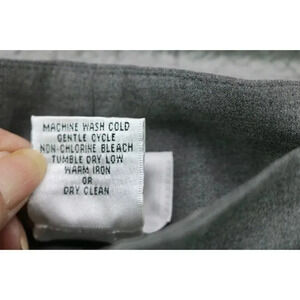 MACHINE WASH COLD
GENTLE CYCLE
NON-CHLORINE BLEACH
TUMBLE DRY LOW
WARM IRON
OR
DRY CLEAN